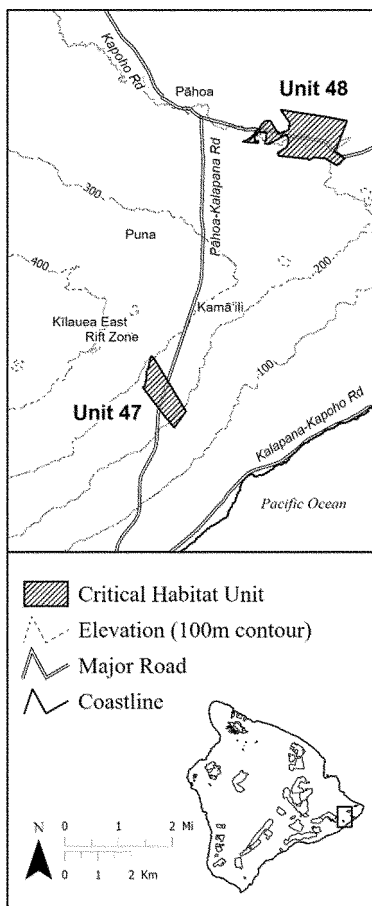 Kapoho Rd
Pāhoa
Unit 48
Pāhoa-Kalapana Rd
300
Puna
200
400
Kamā‘ili
Kīlauea East
Rift Zone
100
Unit 47
Kalapana-Kapoho Rd
Pacific Ocean
Critical Habitat Unit
Elevation (100m contour)
Major Road
Coastline
N
0 1 2 Mi
0 1 2 Km